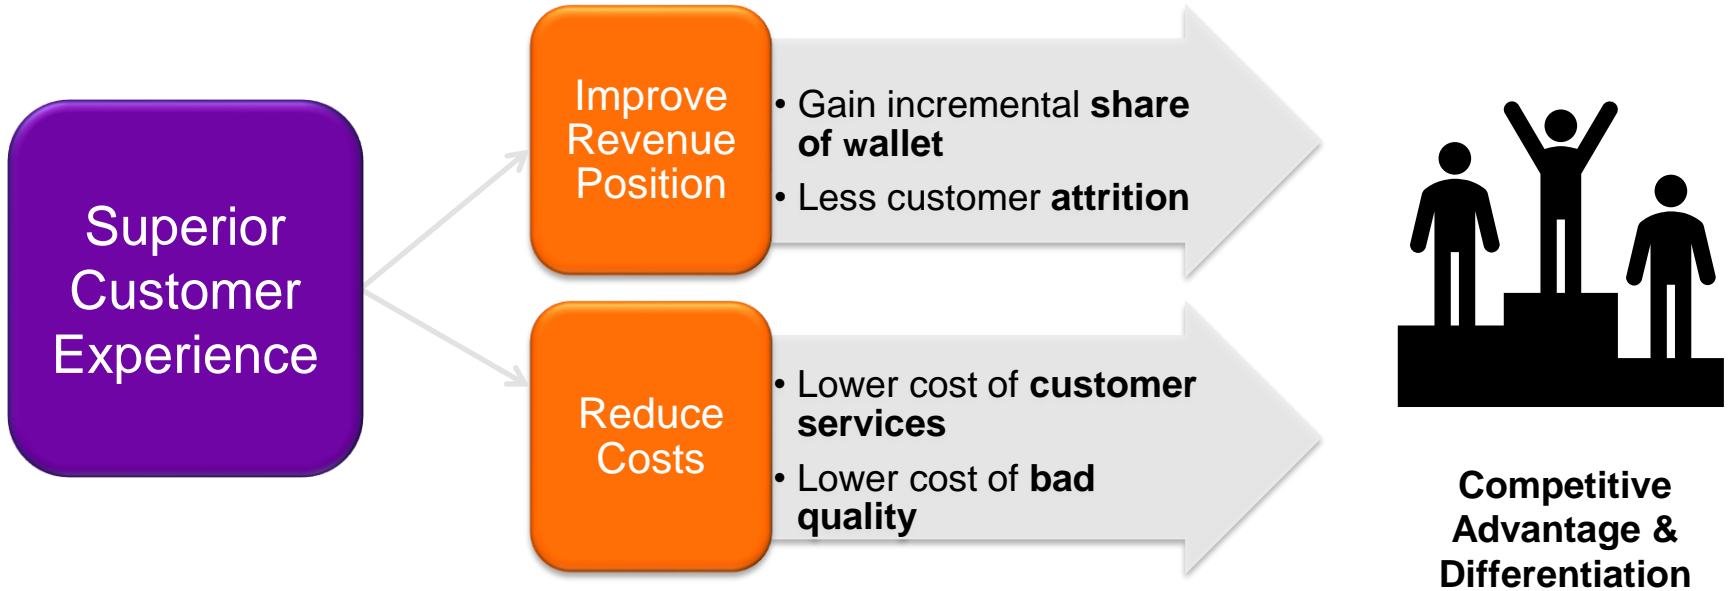 Superior
Customer
Experience
Improve
Revenue
Position
• Gain incremental share
of wallet
• Less customer attrition
Reduce
Costs
• Lower cost of customer
services
• Lower cost of bad
quality
Competitive
Advantage &
Differentiation